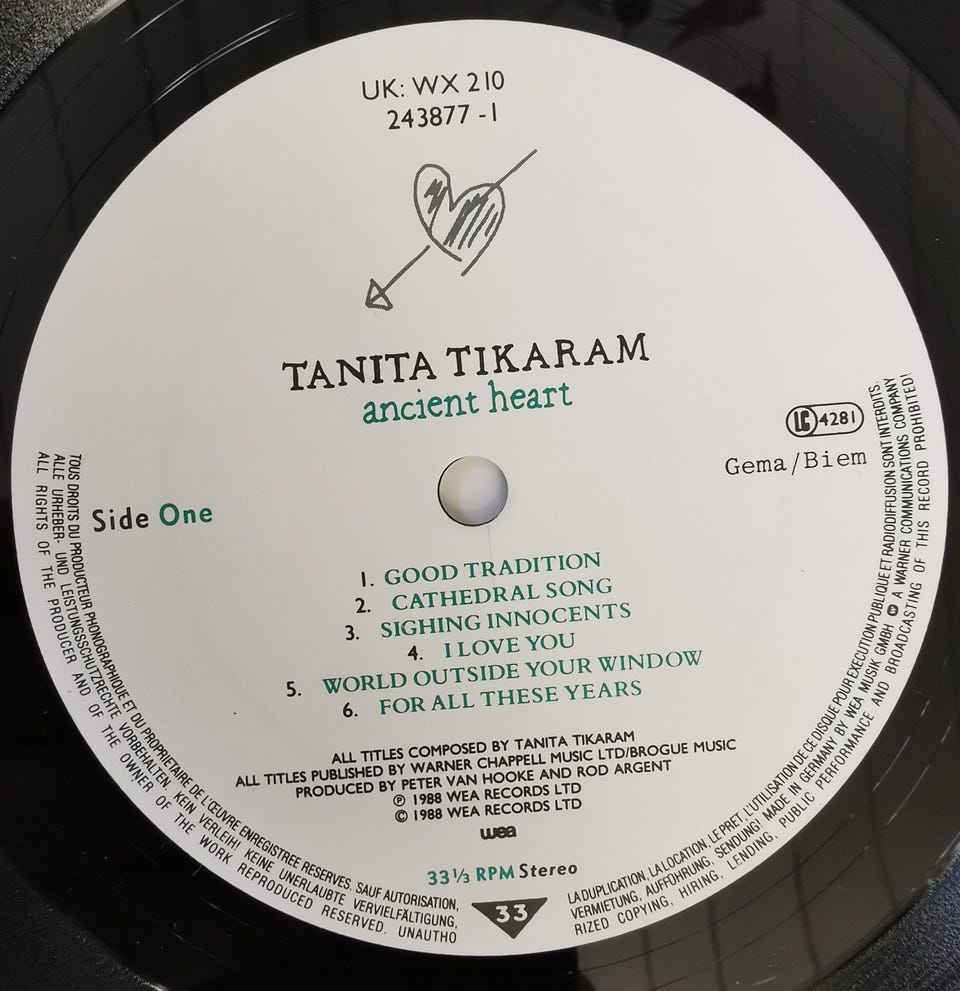 UK: WX 210
243877 -1
TANITA TIKARAM
ancient heart
LC 4281
Gema/Biem
Side One
1. GOOD TRADITION
2. CATHEDRAL SONG
3. SIGHING INNOCENTS
4. I LOVE YOU
5. WORLD OUTSIDE YOUR WINDOW
6. FOR ALL THESE YEARS
ALL TITLES COMPOSED BY TANITA TIKARAM
ALL TITLES PUBLISHED BY WARNER CHAPPELL MUSIC LTD/BROGUE MUSIC
PRODUCED BY PETER VAN HOOKE AND ROD ARGENT
℗ 1988 WEA RECORDS LTD
© 1988 WEA RECORDS LTD
wea
33⅓ RPM Stereo
33
TOUS DROITS DU PRODUCTEUR PHONOGRAPHIQUE ET DU PROPRIETAIRE DE L'ŒUVRE ENREGISTREE RESERVES. SAUF AUTORISATION, LA DUPLICATION, LA LOCATION, LE PRET, L'UTILISATION DE CE DISQUE POUR EXECUTION PUBLIQUE ET RADIODIFFUSION SONT INTERDITS.
ALLE URHEBER- UND LEISTUNGSSCHUTZRECHTE VORBEHALTEN. KEIN VERLEIH! KEINE UNERLAUBTE VERVIELFÄLTIGUNG, VERMIETUNG, AUFFÜHRUNG, SENDUNG! MADE IN GERMANY BY WEA MUSIK GMBH A WARNER COMMUNICATIONS COMPANY
ALL RIGHTS OF THE PRODUCER AND OF THE OWNER OF THE WORK REPRODUCED RESERVED. UNAUTHORIZED COPYING, HIRING, LENDING, PUBLIC PERFORMANCE AND BROADCASTING OF THIS RECORD PROHIBITED!